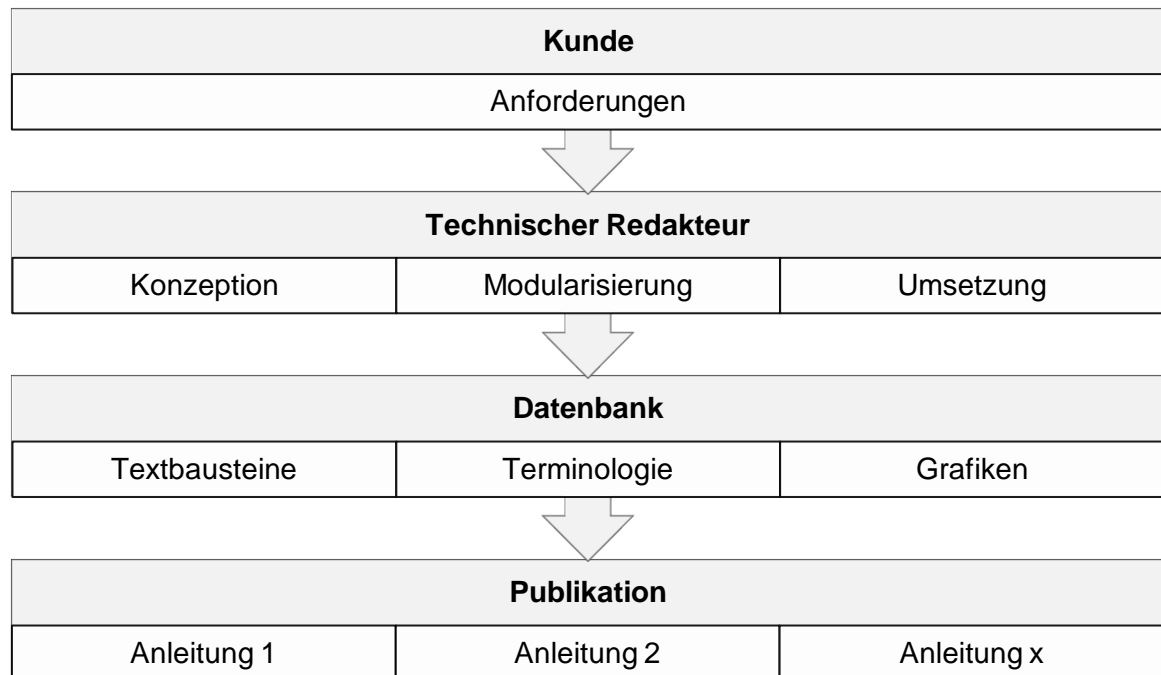 Kunde
Anforderungen
Technischer Redakteur
Konzeption Modularisierung Umsetzung
Datenbank
Textbausteine Terminologie Grafiken
Publikation
Anleitung 1 Anleitung 2 Anleitung x